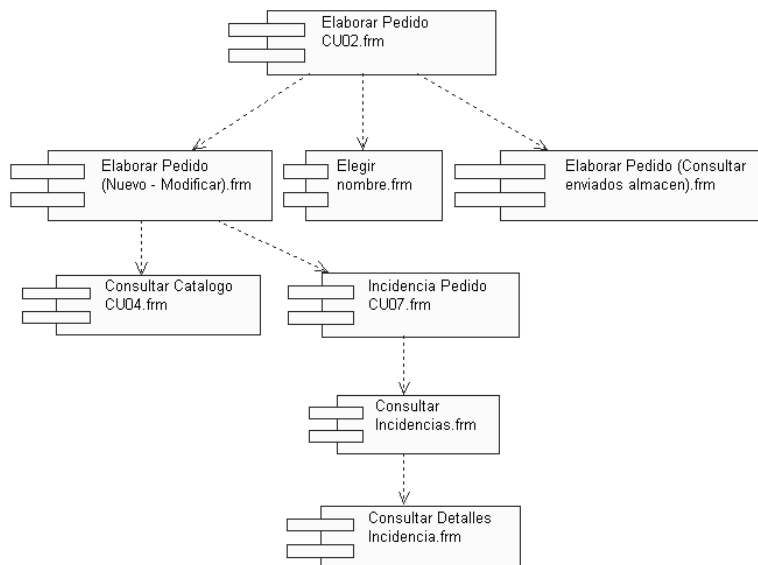 Elaborar Pedido
CU02.frm
Elaborar Pedido
(Nuevo - Modificar).frm
Elegir
nombre.frm
Elaborar Pedido (Consultar
enviados almacen).frm
Consultar Catalogo
CU04.frm
Incidencia Pedido
CU07.frm
Consultar
Incidencias.frm
Consultar Detalles
Incidencia.frm